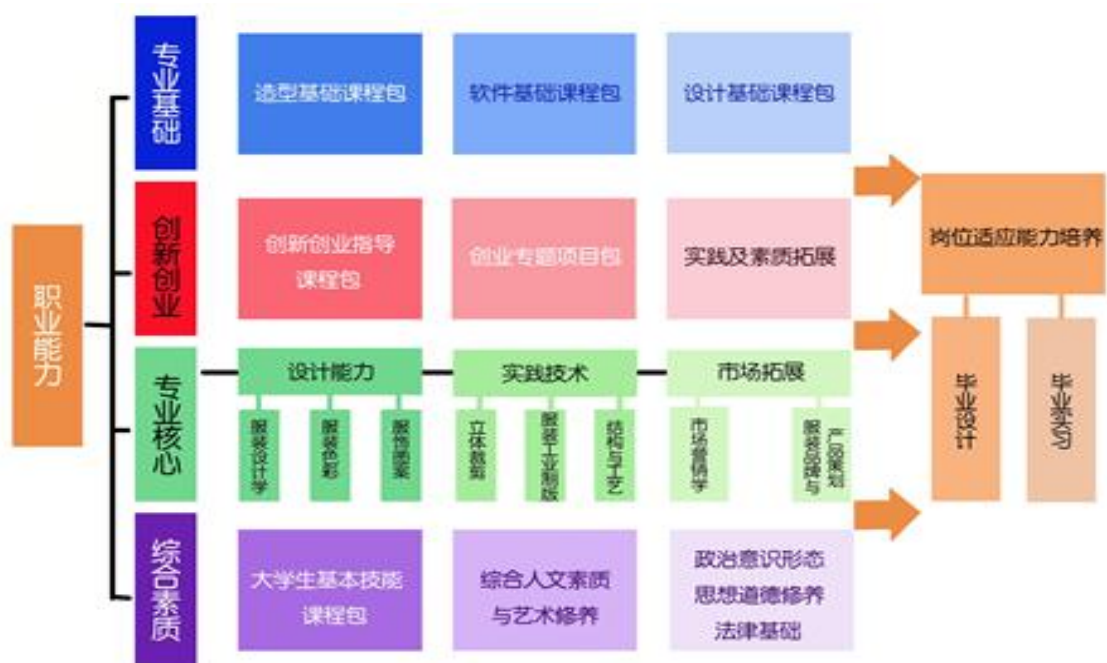 职业能力
专业基础
造型基础课程包
软件基础课程包
设计基础课程包
创新创业
创新创业指导
课程包
创业专题项目包
实践及素质拓展
专业核心
设计能力
服装设计学
服装色彩
服饰图案
实践技术
立体裁剪
服装工业制版
结构与工艺
市场拓展
市场营销学
服装品牌与
产品策划
综合素质
大学生基本技能
课程包
综合人文素质
与艺术修养
政治意识形态
思想道德修养
法律基础
岗位适应能力培养
毕业设计
毕业实习